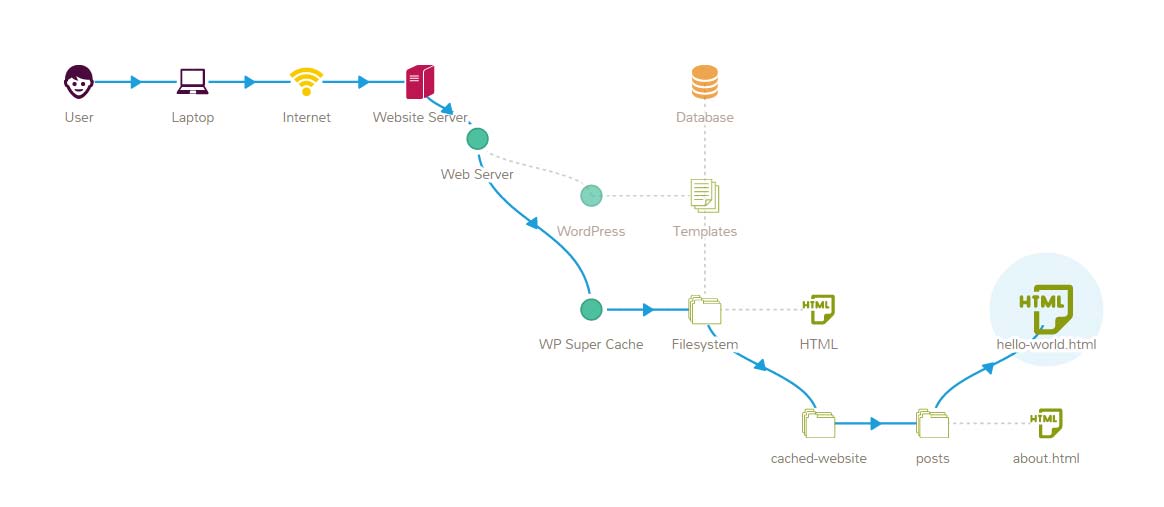 User
Laptop
Internet
Website Server
Database
Web Server
WordPress
Templates
HTML
HTML
WP Super Cache
Filesystem
HTML
hello-world.html
HTML
cached-website
posts
about.html